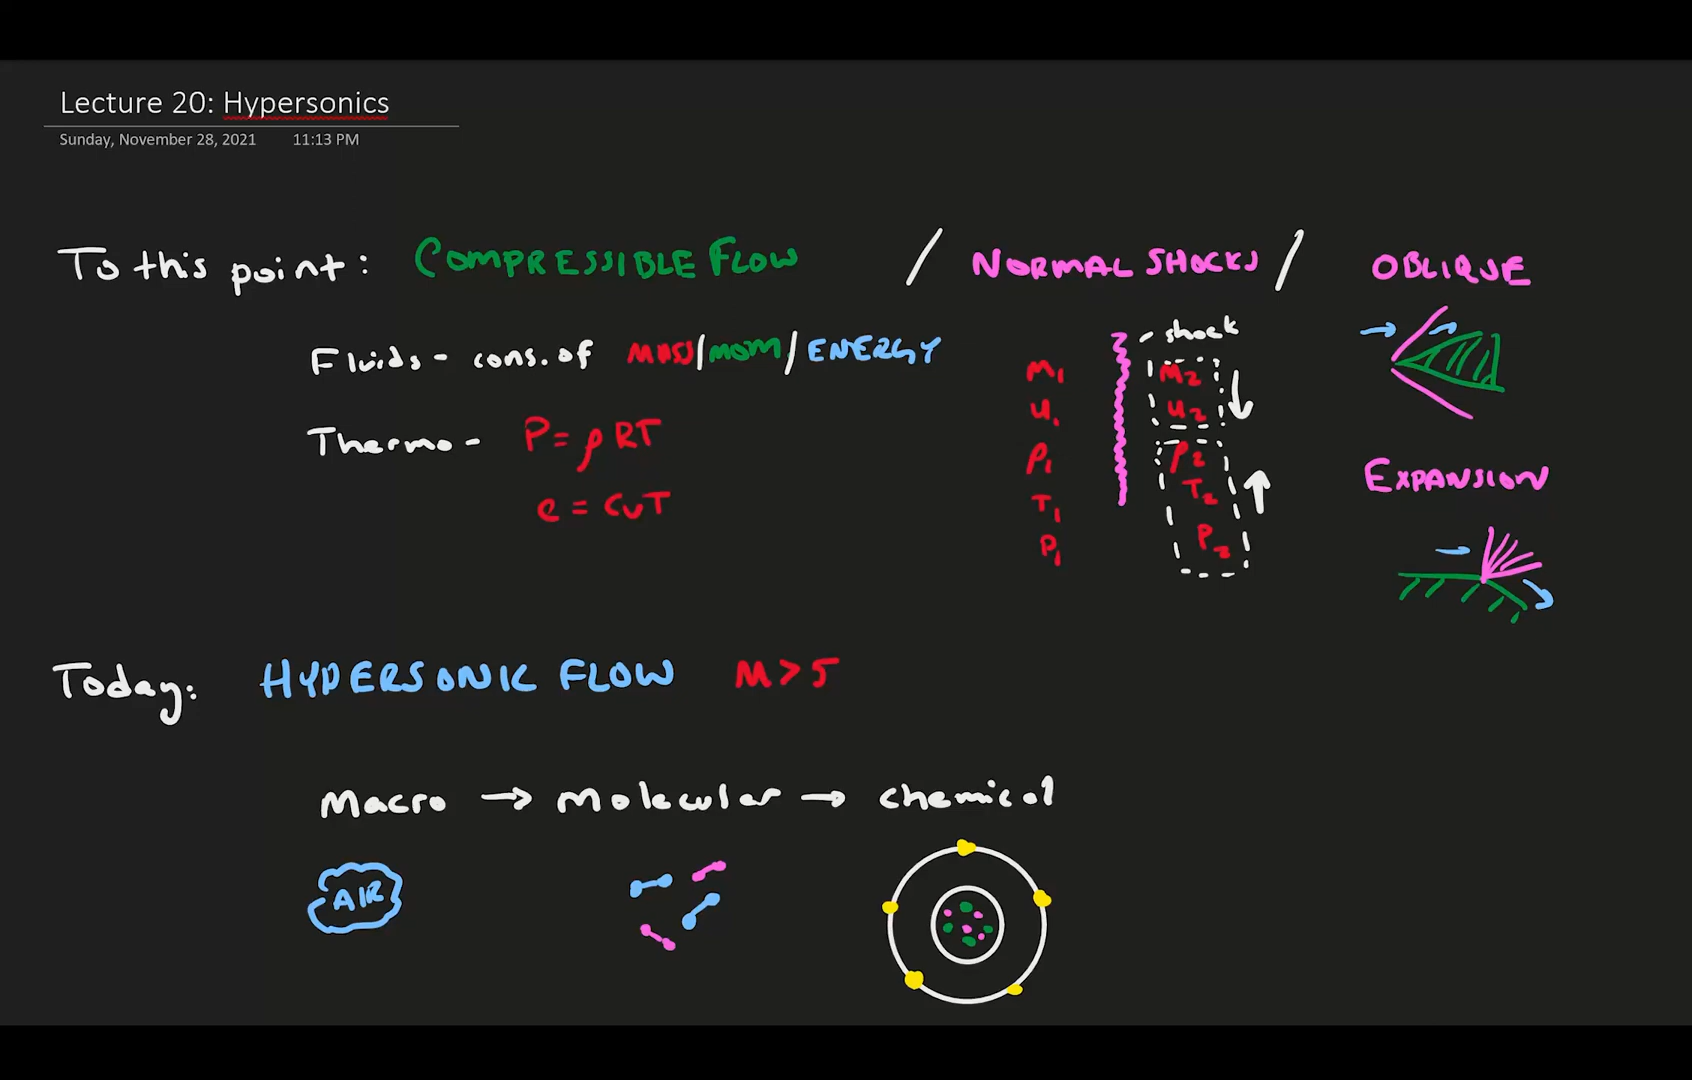 Lecture 20: Hypersonics
Sunday, November 28, 2021 11:13 PM
To this point: COMPRESSIBLE FLOW / NORMAL SHOCKS / OBLIQUE
Fluids - cons. of MASS/MOM/ENERGY
Thermo - P = ρRT
e = CvT
shock
M₁ M₂
u₁ u₂
ρ₁ ρ₂
T₁ T₂
P₁ P₂
EXPANSION
Today: HYPERSONIC FLOW M > 5
Macro → Molecular → chemical
AIR